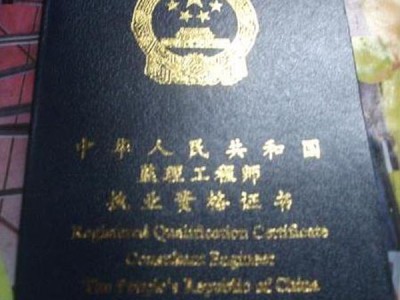 中华人民共和国
监理工程师
执业资格证书
Registered Qualification Certificate
Consultant Engineer
The People's Republic of China